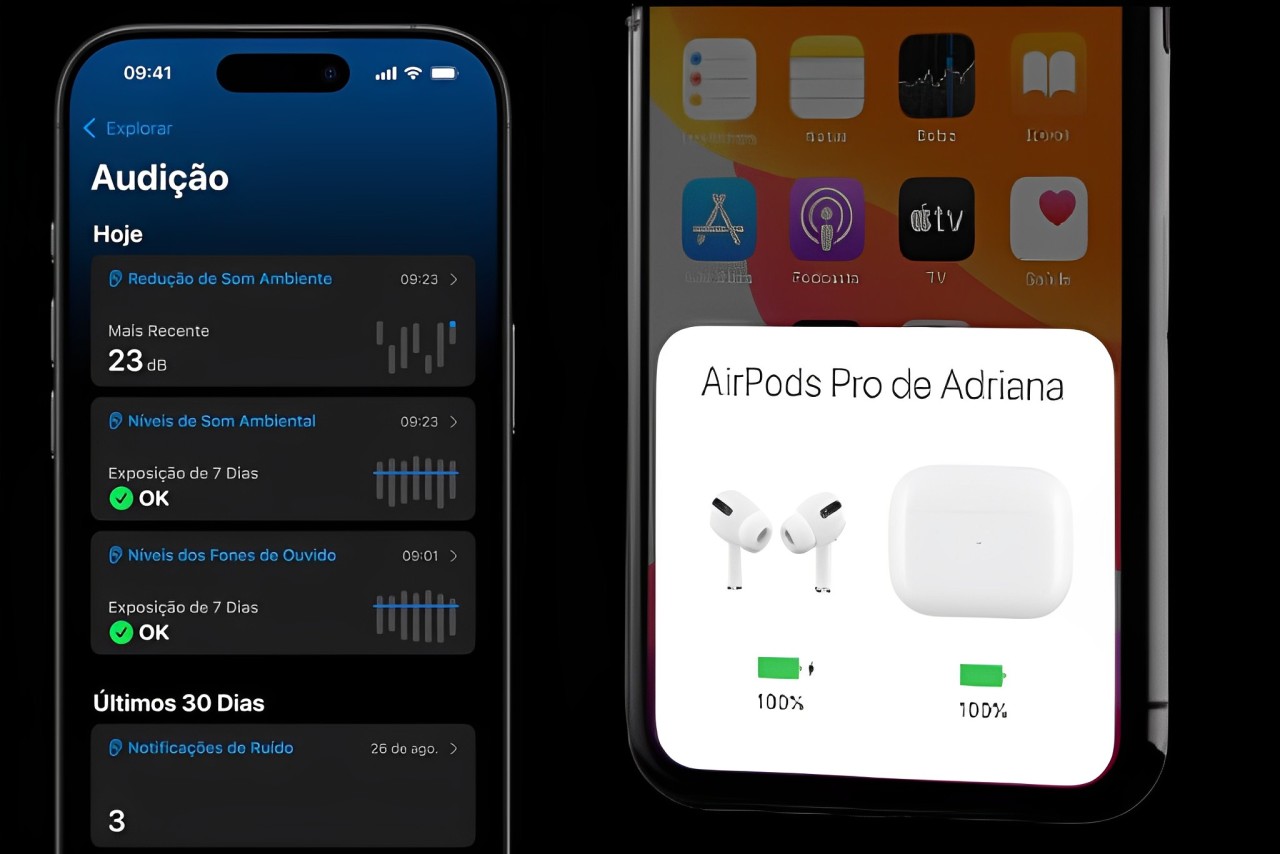 09:41
Explorar
Audição
Hoje
Redução de Som Ambiente 09:23
Mais Recente
23 dB
Níveis de Som Ambiental 09:23
Exposição de 7 Dias
OK
Níveis dos Fones de Ouvido 09:01
Exposição de 7 Dias
OK
Últimos 30 Dias
Notificações de Ruído 26 de ago.
3
tv
TV
AirPods Pro de Adriana
100%
100%